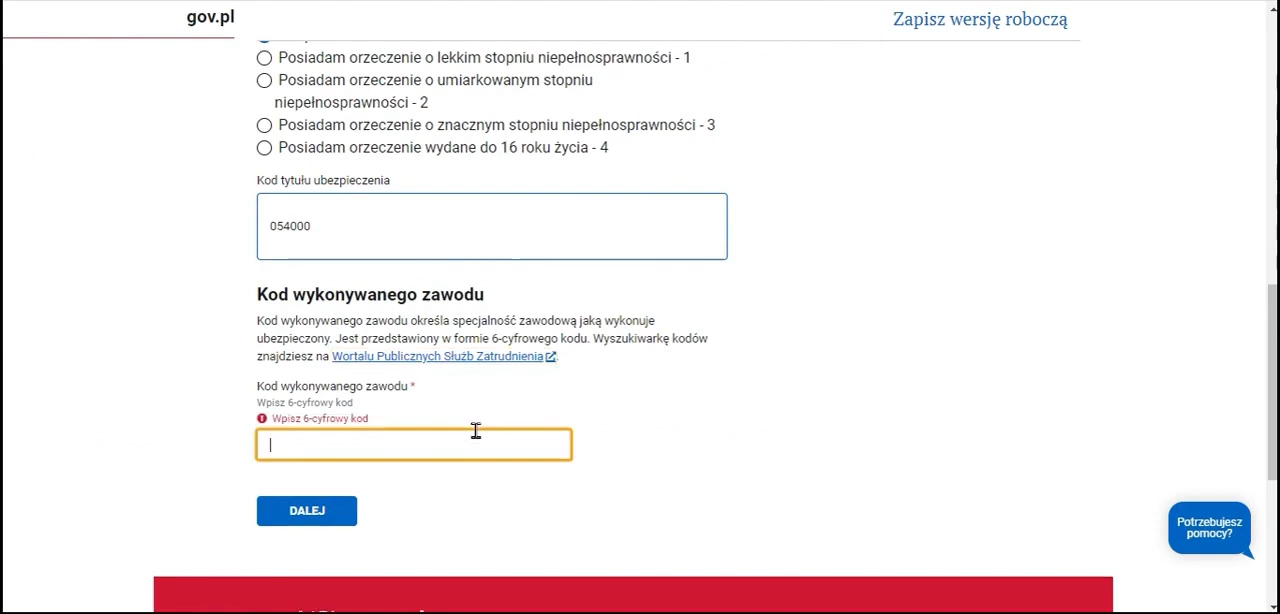 gov.pl
Zapisz wersję roboczą
Posiadam orzeczenie o lekkim stopniu niepełnosprawności - 1
Posiadam orzeczenie o umiarkowanym stopniu
niepełnosprawności - 2
Posiadam orzeczenie o znacznym stopniu niepełnosprawności - 3
Posiadam orzeczenie wydane do 16 roku życia - 4
Kod tytułu ubezpieczenia
054000
Kod wykonywanego zawodu
Kod wykonywanego zawodu określa specjalność zawodową jaką wykonuje
ubezpieczony. Jest przedstawiony w formie 6-cyfrowego kodu. Wyszukiwarkę kodów
znajdziesz na Wortalu Publicznych Służb Zatrudnienia.
Kod wykonywanego zawodu *
Wpisz 6-cyfrowy kod
Wpisz 6-cyfrowy kod
DALEJ
Potrzebujesz
pomocy?